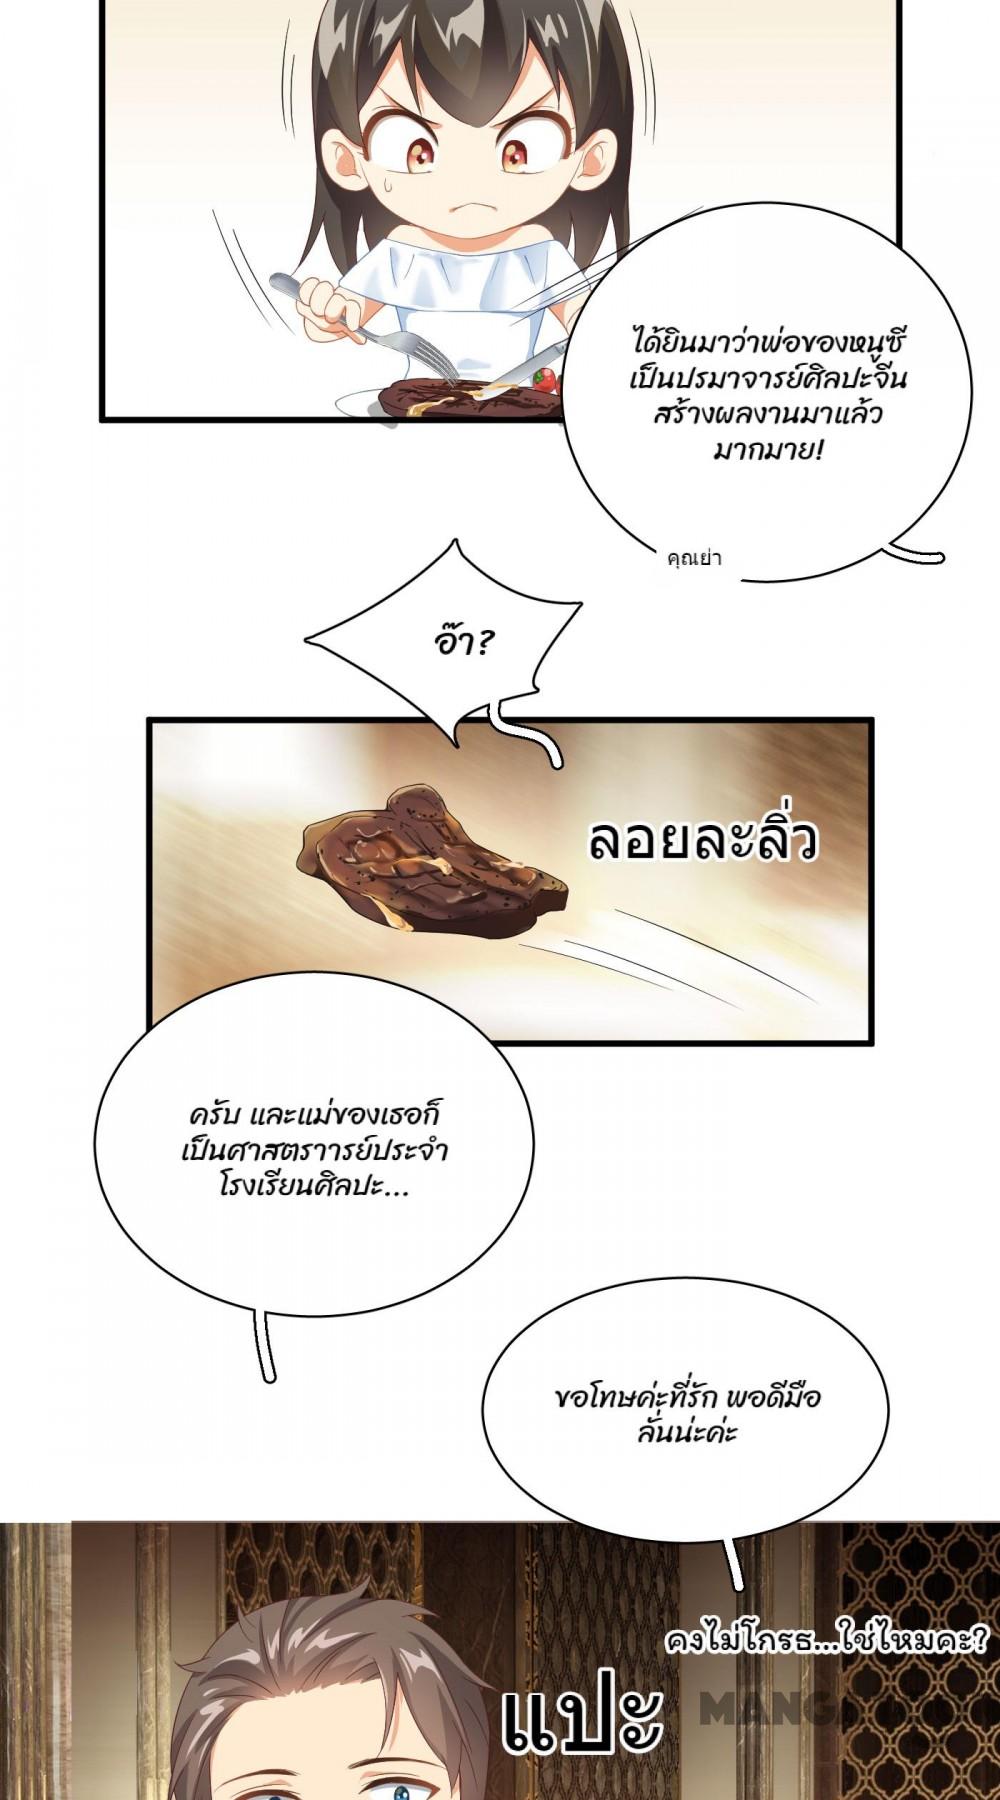 ได้ยินมาว่าพ่อของหนูซี
เป็นปรมาจารย์ศิลปะจีน
สร้างผลงานมาแล้ว
มากมาย!
คุณย่า
อ๊า?
ลอยละลิ่ว
ครับ และแม่ของเธอก็
เป็นศาสตราารย์ประจำ
โรงเรียนศิลปะ...
ขอโทษค่ะที่รัก พอดีมือ
ลั่นน่ะค่ะ
คงไม่โกรธ...ใช่ไหมคะ?
แปะ